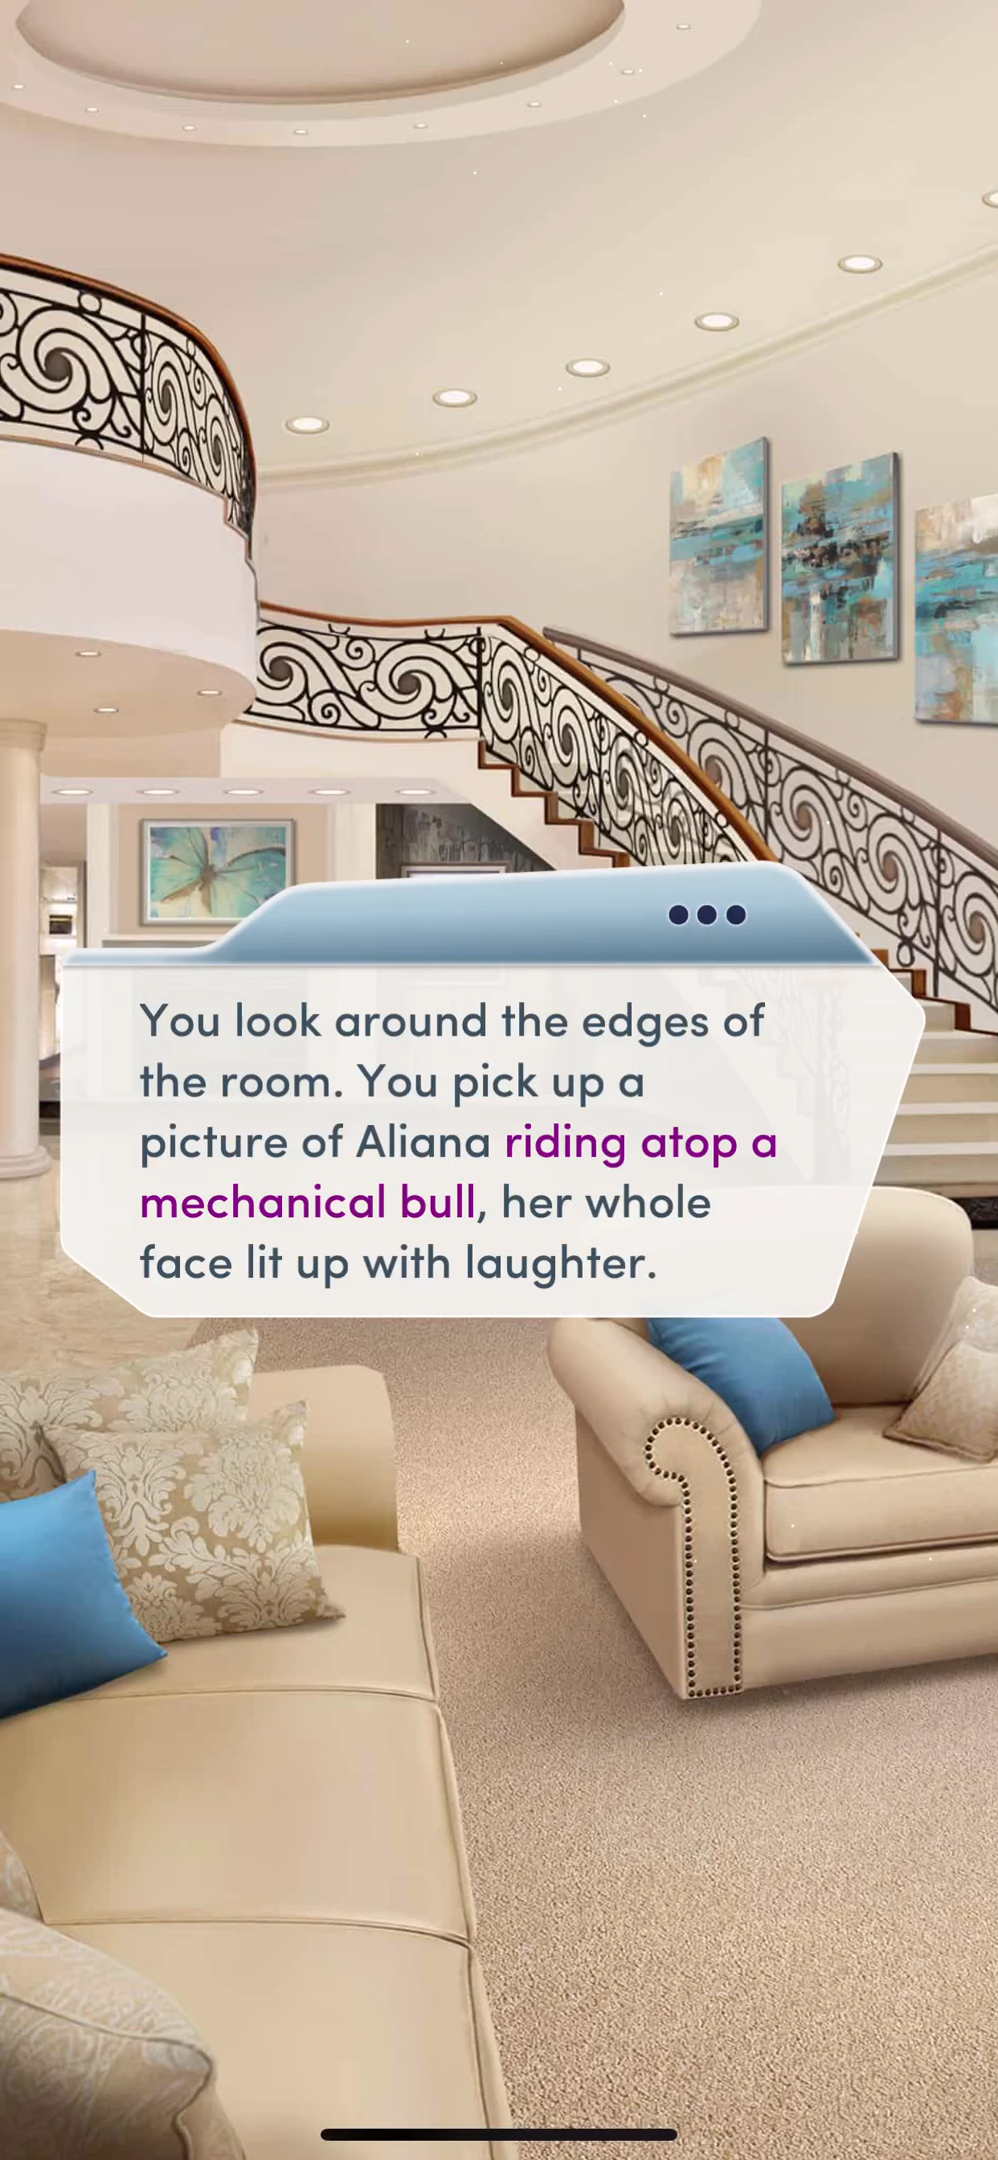 You look around the edges of
the room. You pick up a
picture of Aliana riding atop a
mechanical bull, her whole
face lit up with laughter.